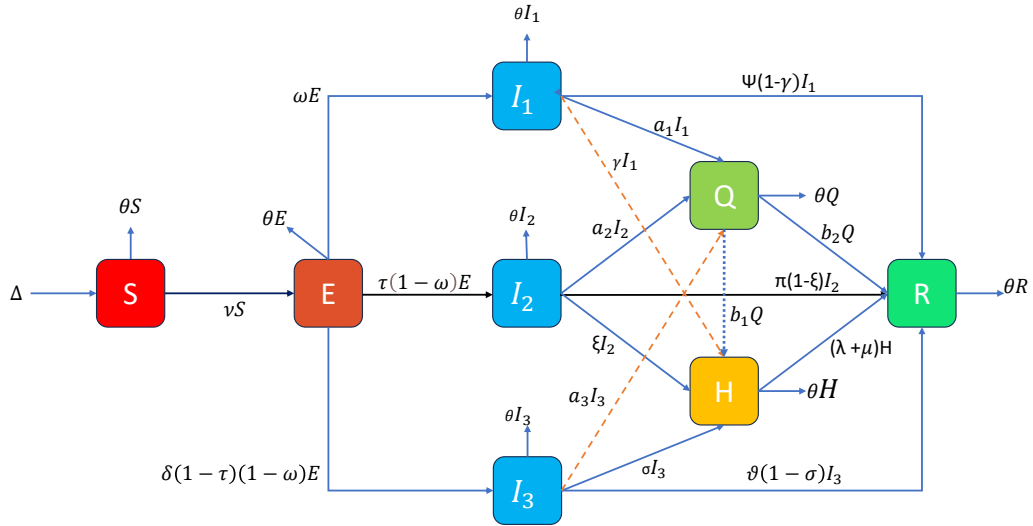 θI₁
Ψ(1-γ)I₁
ωE
I₁
a₁I₁
γI₁
Q
θQ
θS
θE
θI₂
a₂I₂
b₂Q
Δ
S
νS
E
τ(1 − ω)E
I₂
π(1-ξ)I₂
R
θR
b₁Q
ξI₂
(λ +μ)H
a₃I₃
H
θH
θI₃
δ(1 − τ)(1 − ω)E
I₃
σI₃
ϑ(1 − σ)I₃